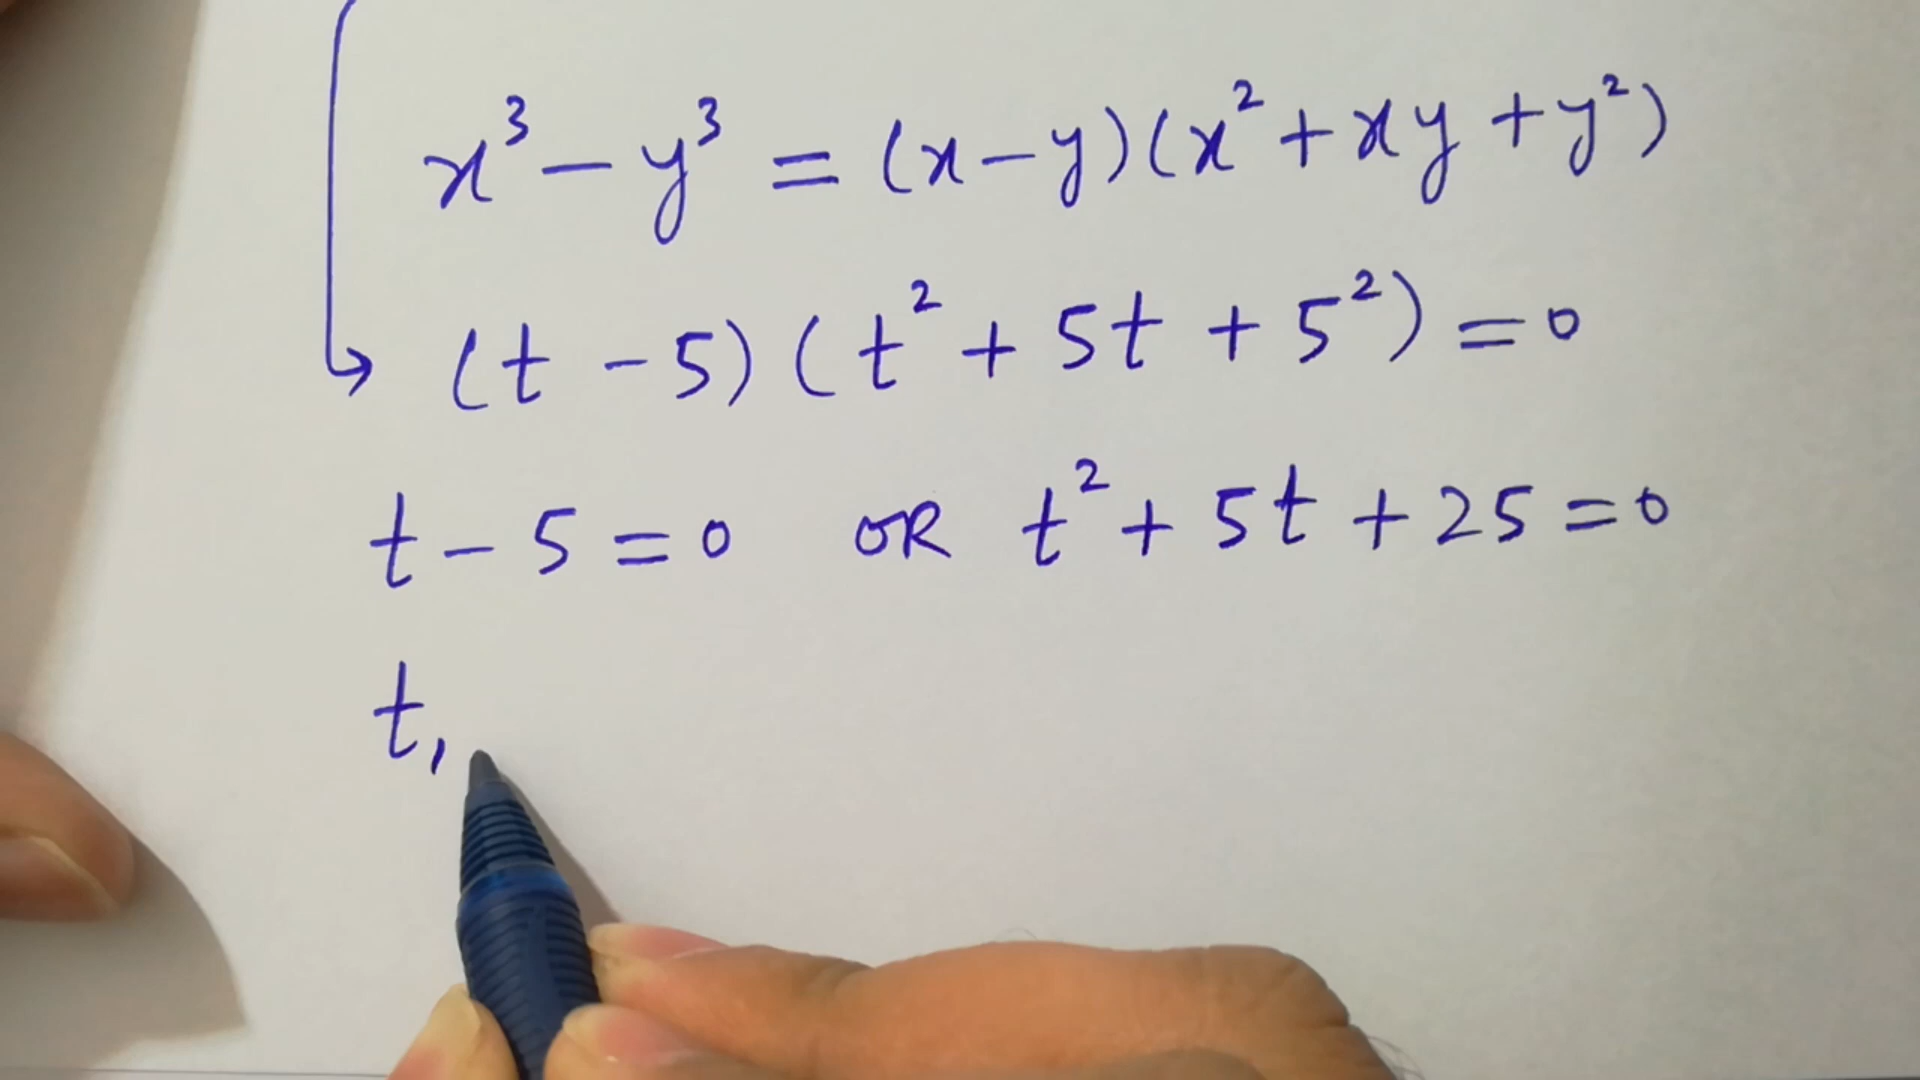 x³ - y³ = (x-y)(x² + xy + y²)
(t - 5)(t² + 5t + 5²) = 0
t - 5 = 0 OR t² + 5t + 25 = 0
t₁